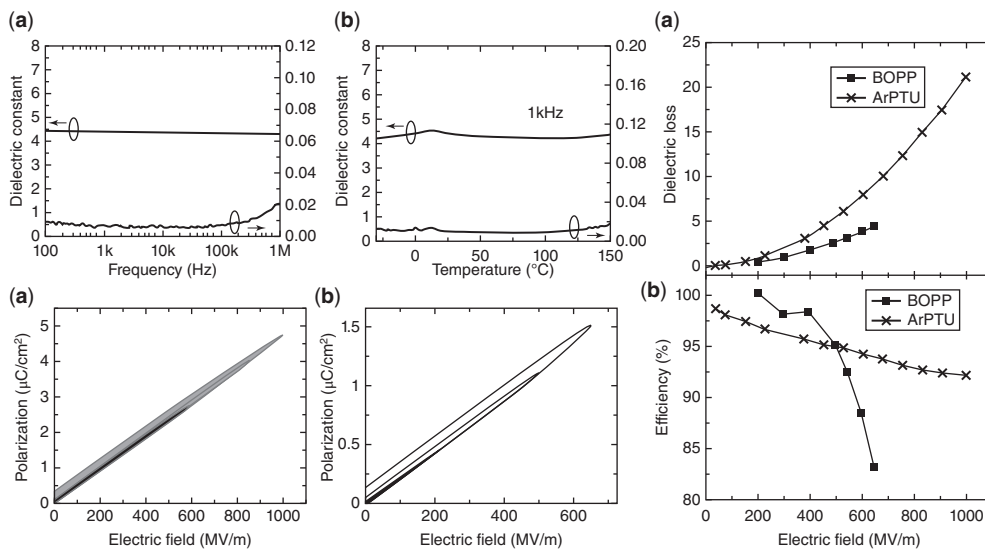 (a)
Dielectric constant
8
7
6
5
4
3
2
1
0
0.12
0.10
0.08
0.06
0.04
0.02
0.00
100 1k 10k 100k 1M
Frequency (Hz)
(b)
Dielectric constant
8
7
6
5
4
3
2
1
0
1kHz
0.20
0.16
0.12
0.08
0.04
0.00
0 25 50 75 100 125 150
Temperature (°C)
(a)
Dielectric loss
25
20
15
10
5
0
BOPP
ArPTU
(b)
Efficiency (%)
100
95
90
85
80
BOPP
ArPTU
0 200 400 600 800 1000
Electric field (MV/m)
(a)
Polarization (μC/cm²)
5
4
3
2
1
0
0 200 400 600 800 1000
Electric field (MV/m)
(b)
Polarization (μC/cm²)
1.5
1
0.5
0
0 200 400 600
Electric field (MV/m)